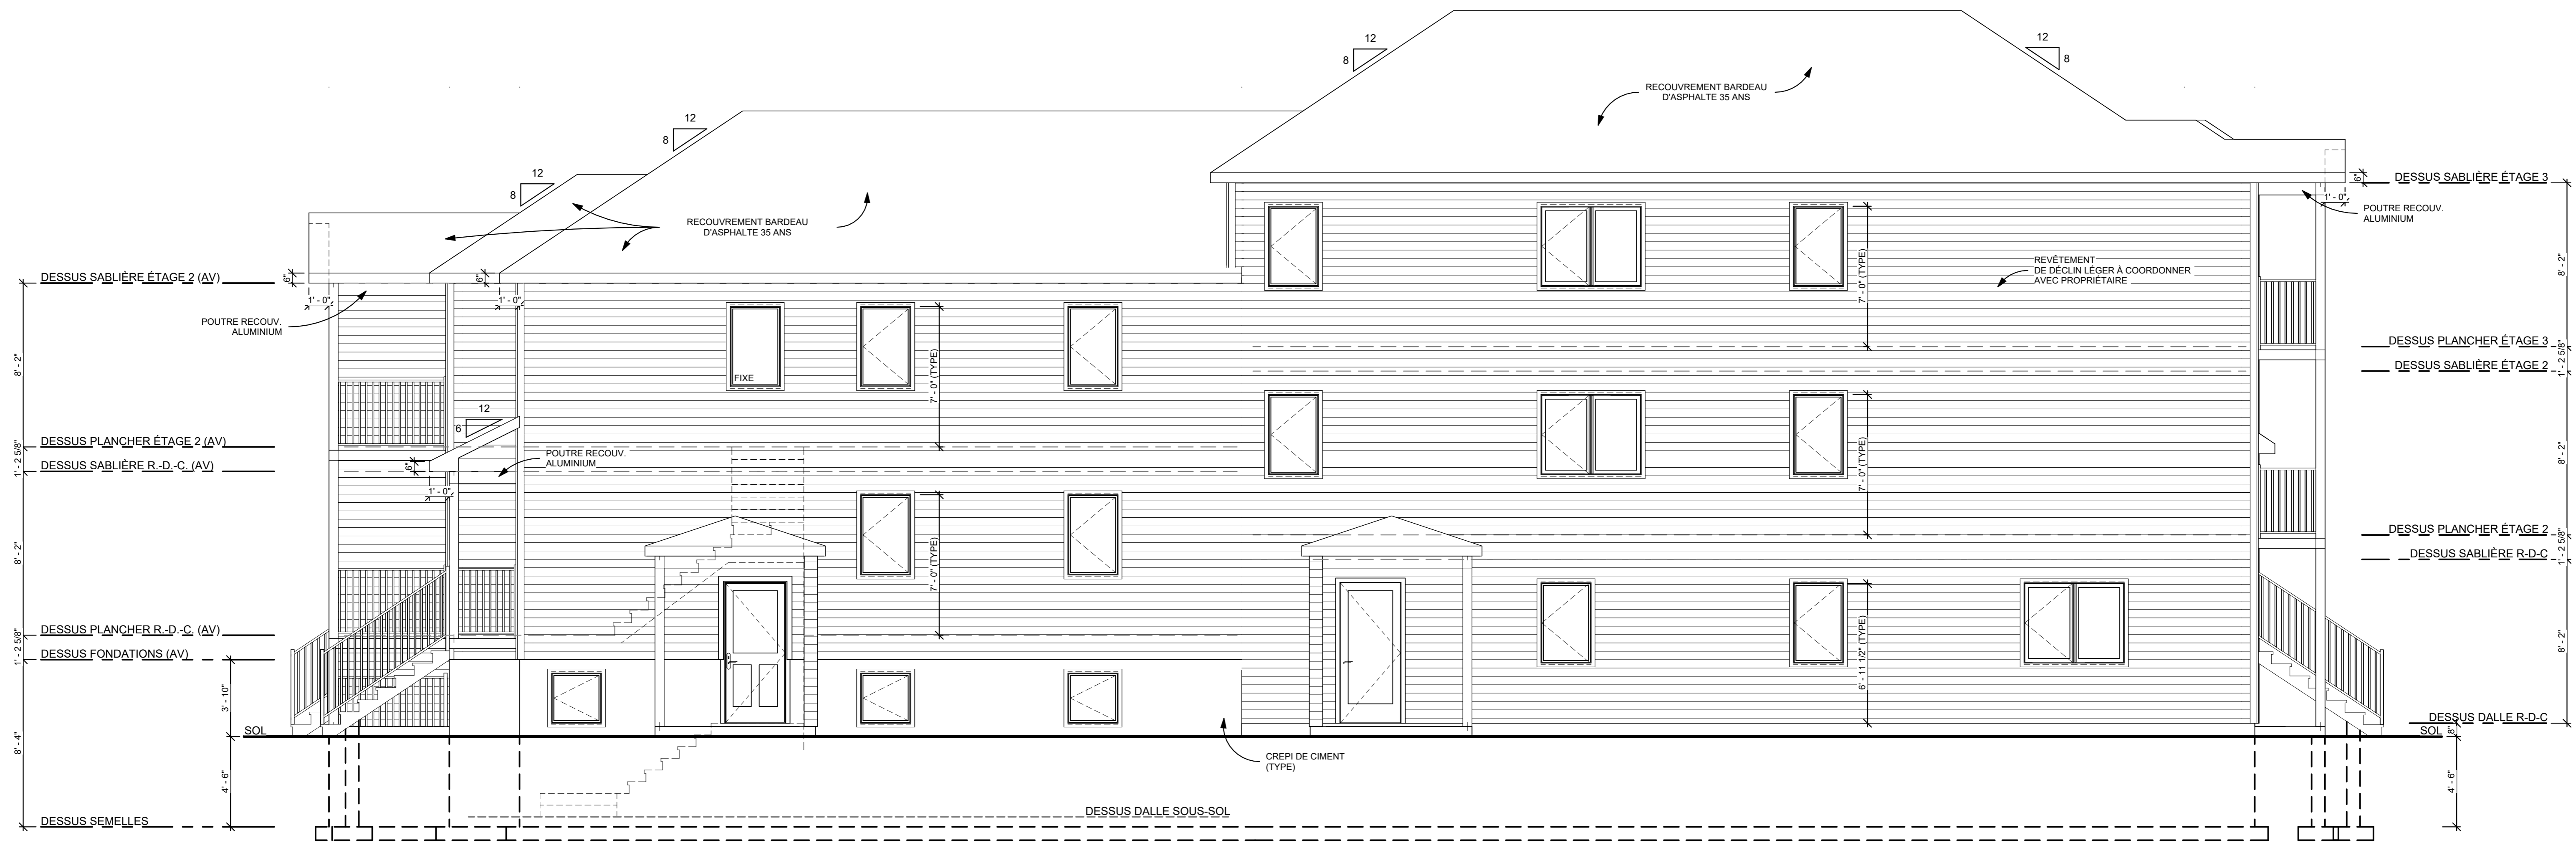 12
8
12
8
RECOUVREMENT BARDEAU
D'ASPHALTE 35 ANS
12
8
12
8
RECOUVREMENT BARDEAU
D'ASPHALTE 35 ANS
6"
DESSUS SABLIÈRE ÉTAGE 3
1' - 0"
POUTRE RECOUV.
ALUMINIUM
DESSUS SABLIÈRE ÉTAGE 2 (AV)
6"
6"
1' - 0"
1' - 0"
POUTRE RECOUV.
ALUMINIUM
REVÊTEMENT
DE DÉCLIN LÉGER À COORDONNER
AVEC PROPRIÉTAIRE
7' - 0" (TYPE)
8' - 2"
8' - 2"
FIXE
7' - 0" (TYPE)
DESSUS PLANCHER ÉTAGE 3
1' - 2 5/8"
DESSUS SABLIÈRE ÉTAGE 2
12
6
DESSUS PLANCHER ÉTAGE 2 (AV)
1' - 2 5/8"
DESSUS SABLIÈRE R.-D.-C. (AV)
6"
1' - 0"
POUTRE RECOUV.
ALUMINIUM
7' - 0" (TYPE)
8' - 2"
8' - 2"
7' - 0" (TYPE)
DESSUS PLANCHER ÉTAGE 2
1' - 2 5/8"
DESSUS SABLIÈRE R-D-C
DESSUS PLANCHER R.-D.-C. (AV)
1' - 2 5/8"
DESSUS FONDATIONS (AV)
6' - 11 1/2" (TYPE)
8' - 2"
3' - 10"
8' - 4"
SOL
DESSUS DALLE R-D-C
SOL
8"
CREPI DE CIMENT
(TYPE)
4' - 6"
4' - 6"
DESSUS DALLE SOUS-SOL
DESSUS SEMELLES